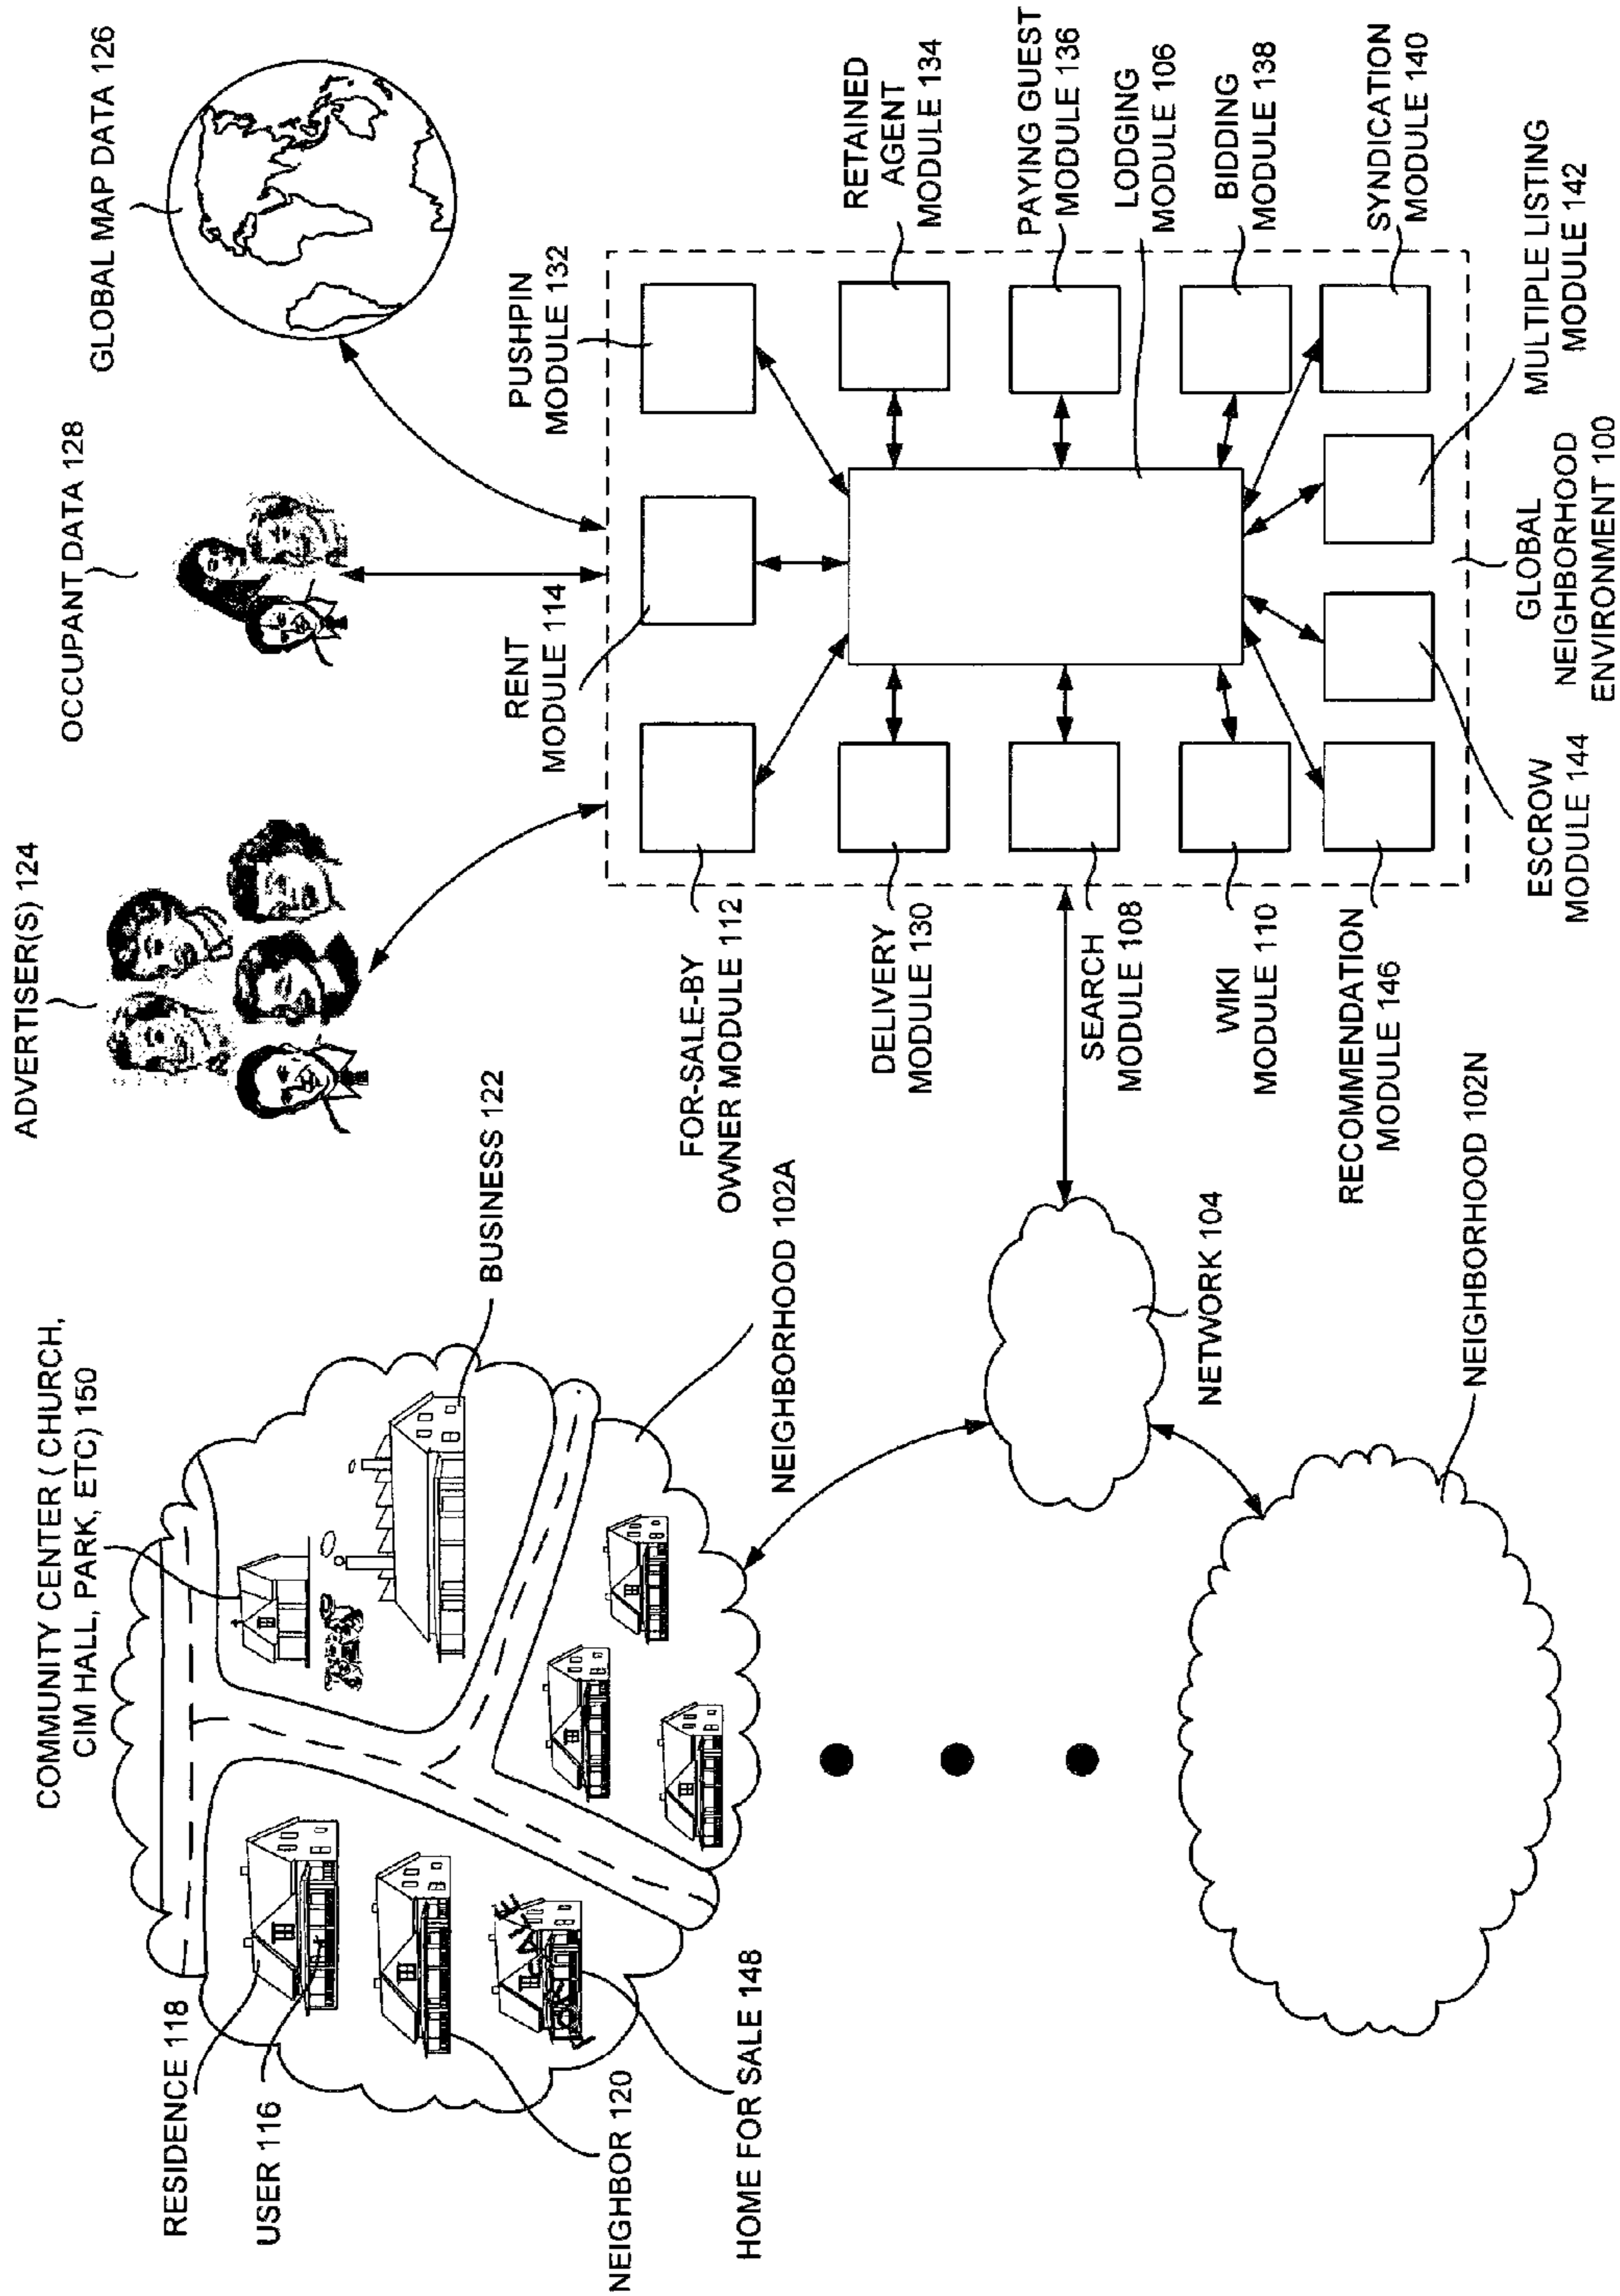 COMMUNITY CENTER ( CHURCH,
CIM HALL, PARK, ETC) 150
RESIDENCE 118
USER 116
NEIGHBOR 120
HOME FOR SALE 148
BUSINESS 122
NEIGHBORHOOD 102A
NETWORK 104
NEIGHBORHOOD 102N
ADVERTISER(S) 124
OCCUPANT DATA 128
GLOBAL MAP DATA 126
FOR-SALE-BY
OWNER MODULE 112
RENT
MODULE 114
PUSHPIN
MODULE 132
DELIVERY
MODULE 130
SEARCH
MODULE 108
WIKI
MODULE 110
RECOMMENDATION
MODULE 146
RETAINED
AGENT
MODULE 134
PAYING GUEST
MODULE 136
LODGING
MODULE 106
BIDDING
MODULE 138
SYNDICATION
MODULE 140
MULTIPLE LISTING
MODULE 142
ESCROW
MODULE 144
GLOBAL
NEIGHBORHOOD
ENVIRONMENT 100